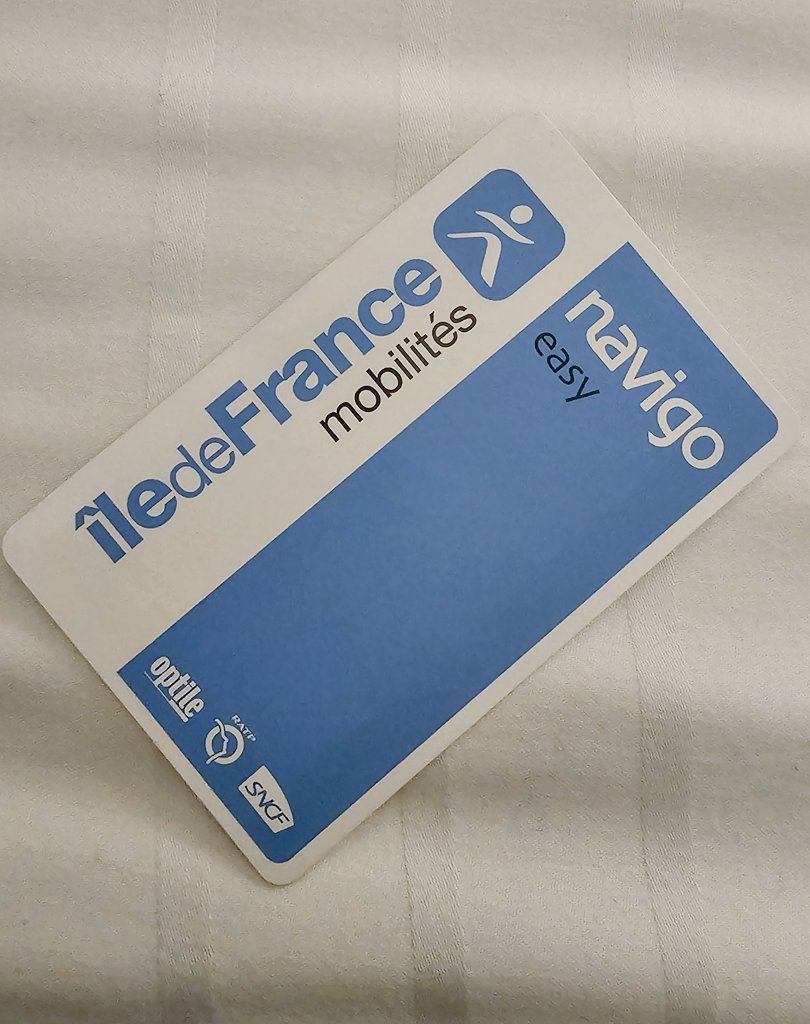 îledeFrance
mobilités
navigo
easy
optile
RATP
SNCF